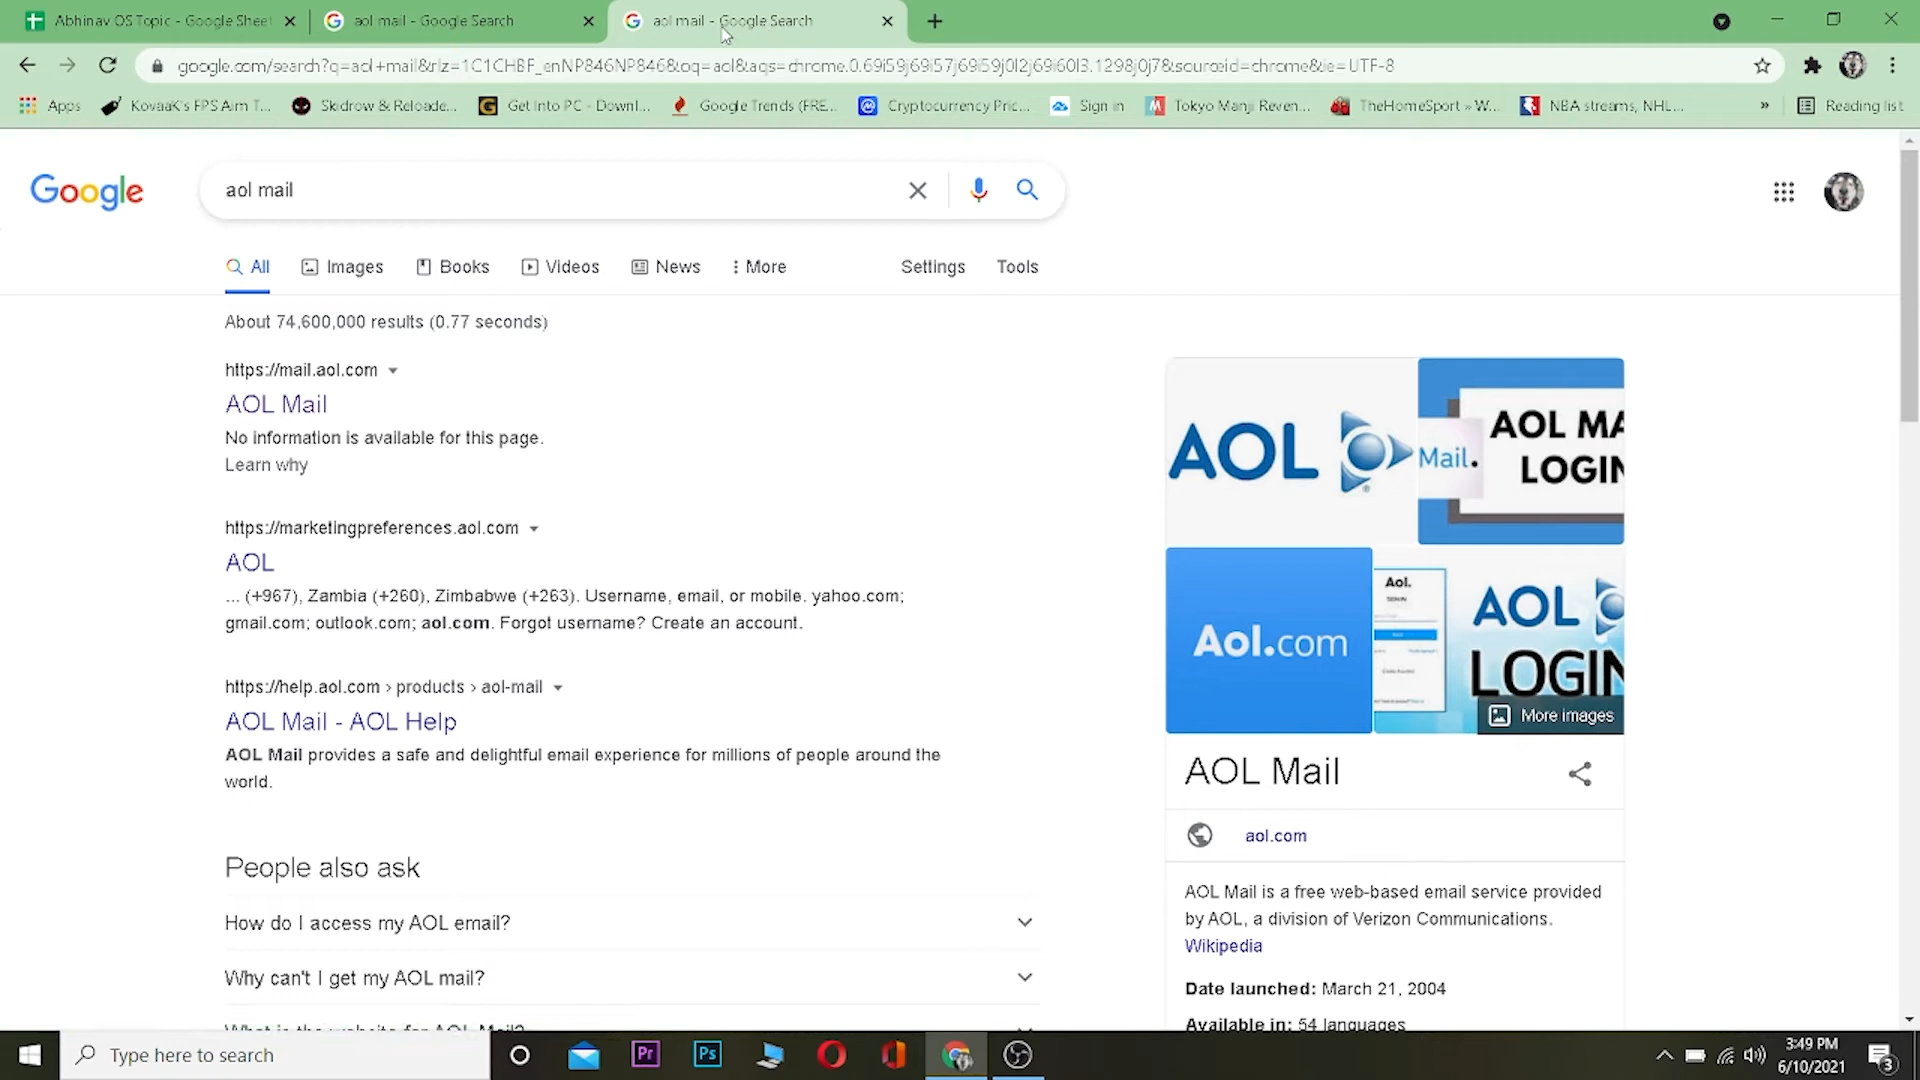 Abhinav OS Topic - Google Sheet
aol mail - Google Search
aol mail - Google Search
google.com/search?q=aol+mail&rlz=1C1CHBF_enNP846NP846&oq=aol&aqs=chrome.0.69i59j69i57j69i59j0l2j69i60l3.1298j0j7&sourceid=chrome&ie=UTF-8
Apps
KovaaK's FPS Aim T...
Skidrow & Reloade...
Get Into PC - Downl...
Google Trends (FRE...
Cryptocurrency Pric...
Sign in
Tokyo Manji Reven...
TheHomeSport » W...
NBA streams, NHL...
»
Reading list
Google
aol mail
All
Images
Books
Videos
News
More
Settings
Tools
About 74,600,000 results (0.77 seconds)
https://mail.aol.com
AOL Mail
No information is available for this page.
Learn why
https://marketingpreferences.aol.com
AOL
... (+967), Zambia (+260), Zimbabwe (+263). Username, email, or mobile. yahoo.com;
gmail.com; outlook.com; aol.com. Forgot username? Create an account.
https://help.aol.com › products › aol-mail
AOL Mail - AOL Help
AOL Mail provides a safe and delightful email experience for millions of people around the
world.
People also ask
How do I access my AOL email?
Why can't I get my AOL mail?
What is the website for AOL Mail?
AOL
Mail.
AOL MA
LOGIN
Aol.com
Aol.
AOL
LOGIN
More images
AOL Mail
aol.com
AOL Mail is a free web-based email service provided
by AOL, a division of Verizon Communications.
Wikipedia
Date launched: March 21, 2004
Available in: 54 languages
Type here to search
Pr
Ps
3:49 PM
6/10/2021
3